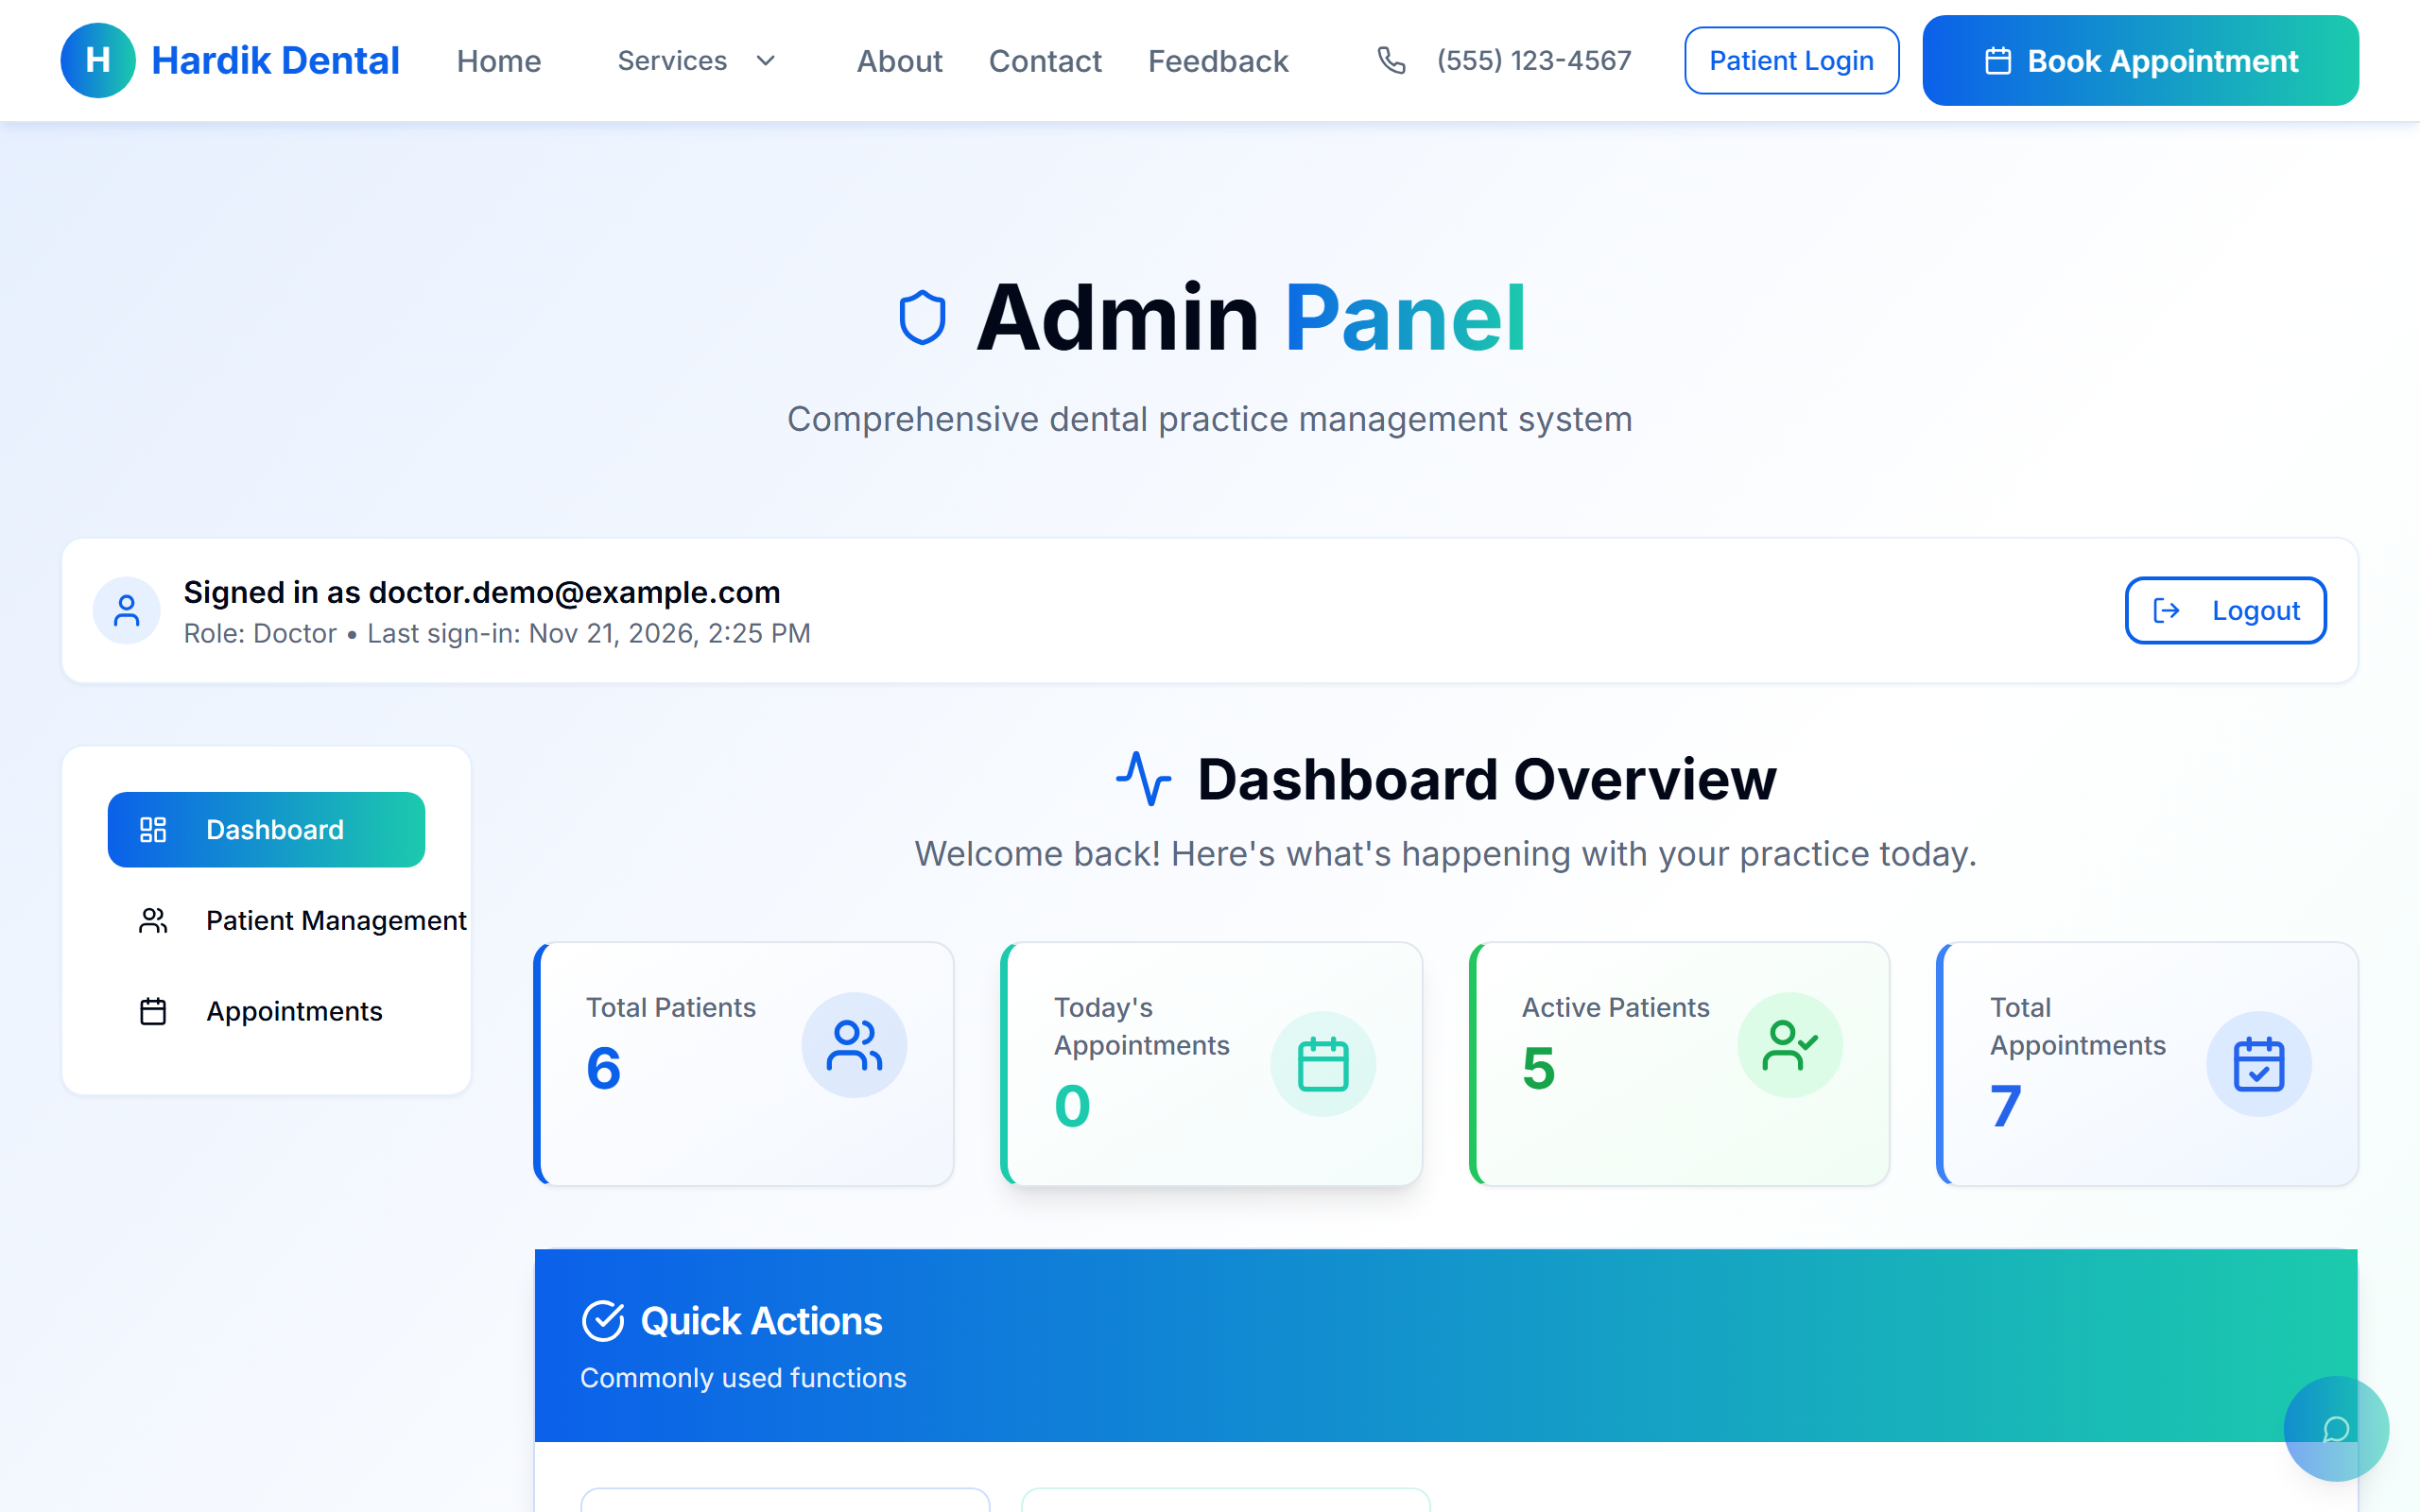 H Hardik Dental Home Services About Contact Feedback (555) 123-4567 Patient Login Book Appointment
Admin Panel
Comprehensive dental practice management system
Signed in as doctor.demo@example.com
Role: Doctor • Last sign-in: Nov 21, 2026, 2:25 PM
Logout
Dashboard
Patient Management
Appointments
Dashboard Overview
Welcome back! Here's what's happening with your practice today.
Total Patients
6
Today's
Appointments
0
Active Patients
5
Total
Appointments
7
Quick Actions
Commonly used functions